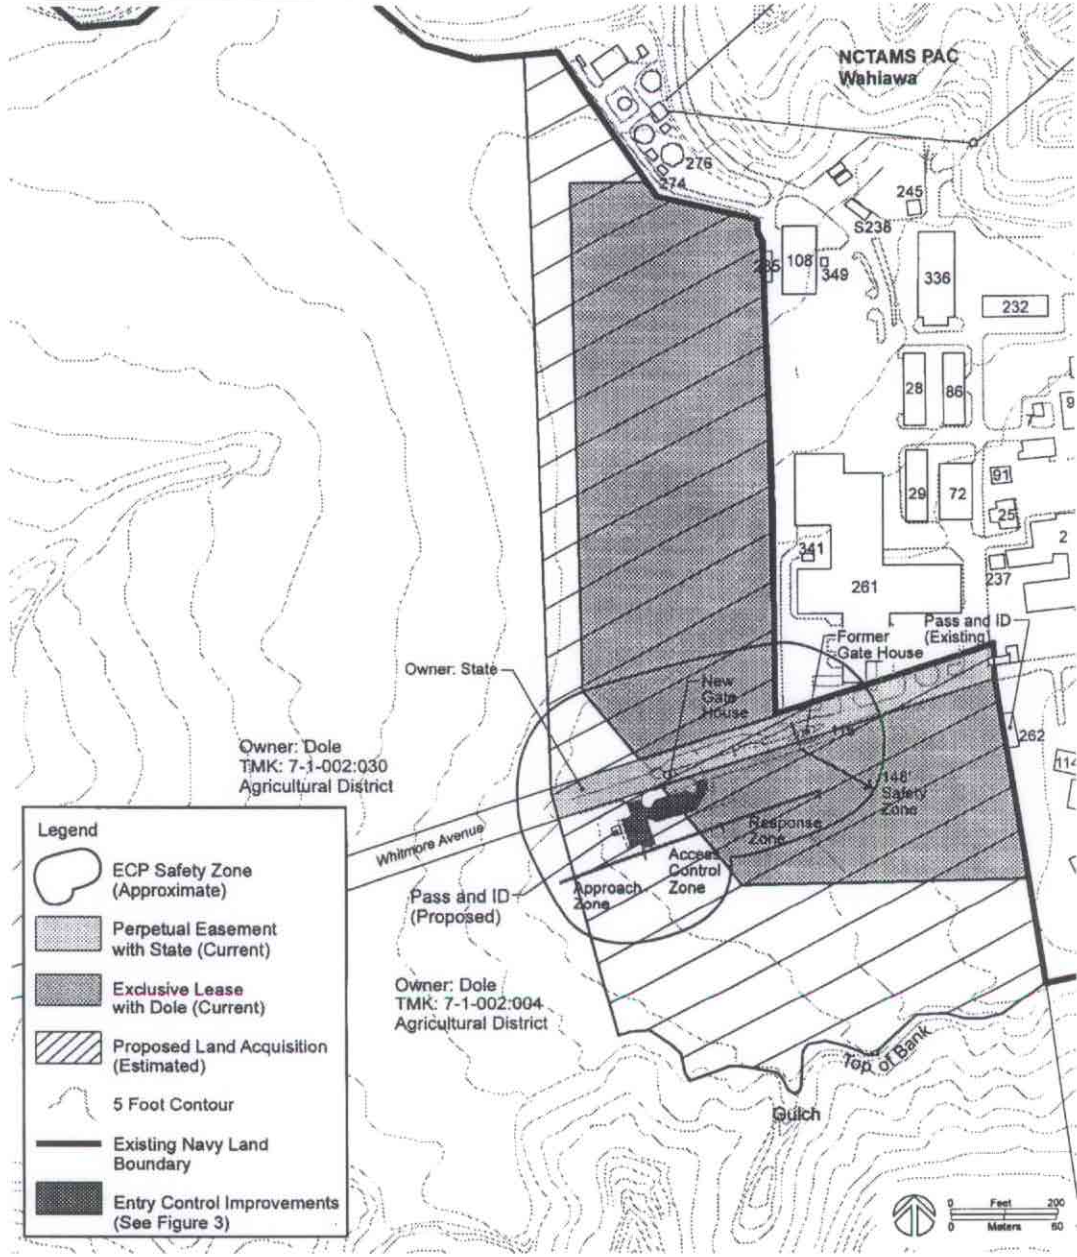 NCTAMS PAC
Wahiawa
276
274
245
S238
108
349
336
232
28
86
29
72
91
25
2
341
261
237
Pass and ID
(Existing)
Former
Gate House
Owner: State
New
Gate
House
262
114
Owner: Dole
TMK: 7-1-002:030
Agricultural District
148'
Safety
Zone
Response
Zone
Whitmore Avenue
Access
Control
Zone
Approach
Zone
Pass and ID
(Proposed)
Owner: Dole
TMK: 7-1-002:004
Agricultural District
Top of Bank
Gulch
Legend
ECP Safety Zone
(Approximate)
Perpetual Easement
with State (Current)
Exclusive Lease
with Dole (Current)
Proposed Land Acquisition
(Estimated)
5 Foot Contour
Existing Navy Land
Boundary
Entry Control Improvements
(See Figure 3)
0 Feet 200
0 Meters 60